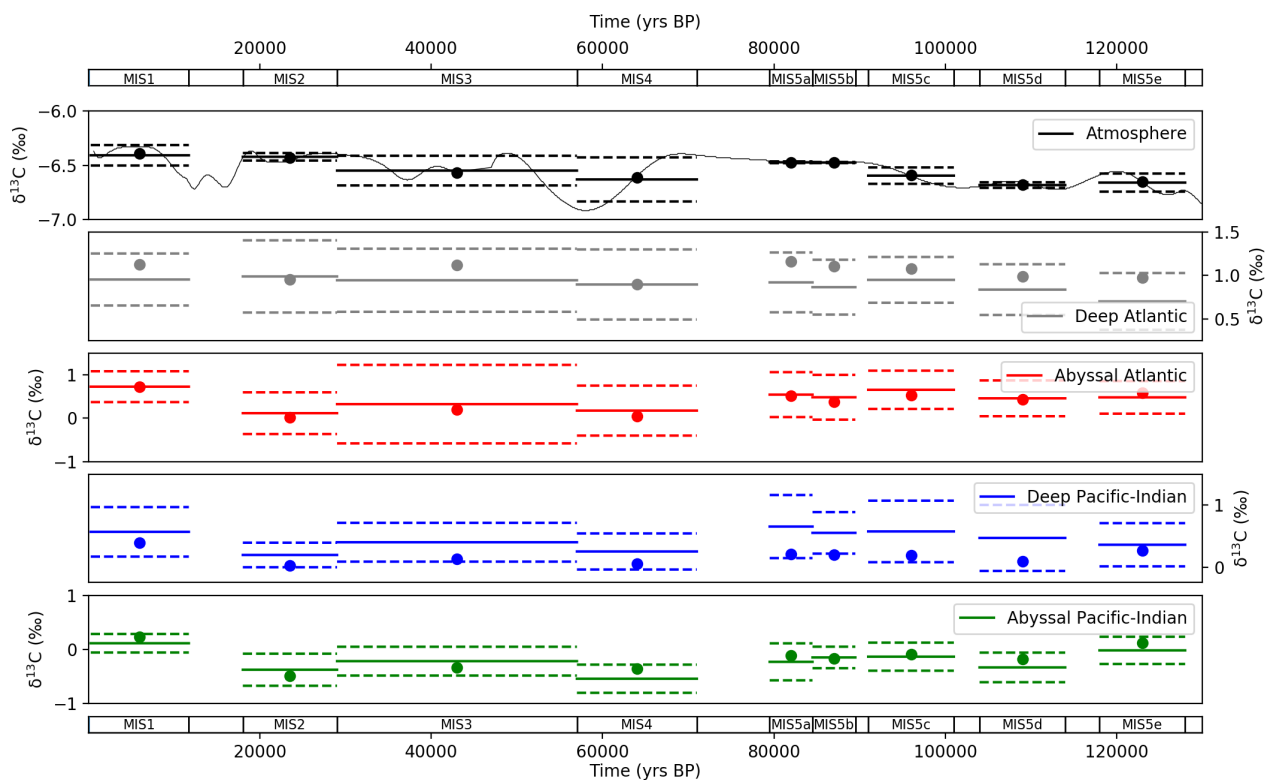 Time (yrs BP)
20000 40000 60000 80000 100000 120000
MIS1 MIS2 MIS3 MIS4 MIS5a MIS5b MIS5c MIS5d MIS5e
−6.0
−6.5
−7.0
δ¹³C (‰)
Atmosphere
1.5
1.0
0.5
δ¹³C (‰)
Deep Atlantic
1
0
−1
δ¹³C (‰)
Abyssal Atlantic
1
0
δ¹³C (‰)
Deep Pacific-Indian
1
0
−1
δ¹³C (‰)
Abyssal Pacific-Indian
MIS1 MIS2 MIS3 MIS4 MIS5a MIS5b MIS5c MIS5d MIS5e
20000 40000 60000 80000 100000 120000
Time (yrs BP)